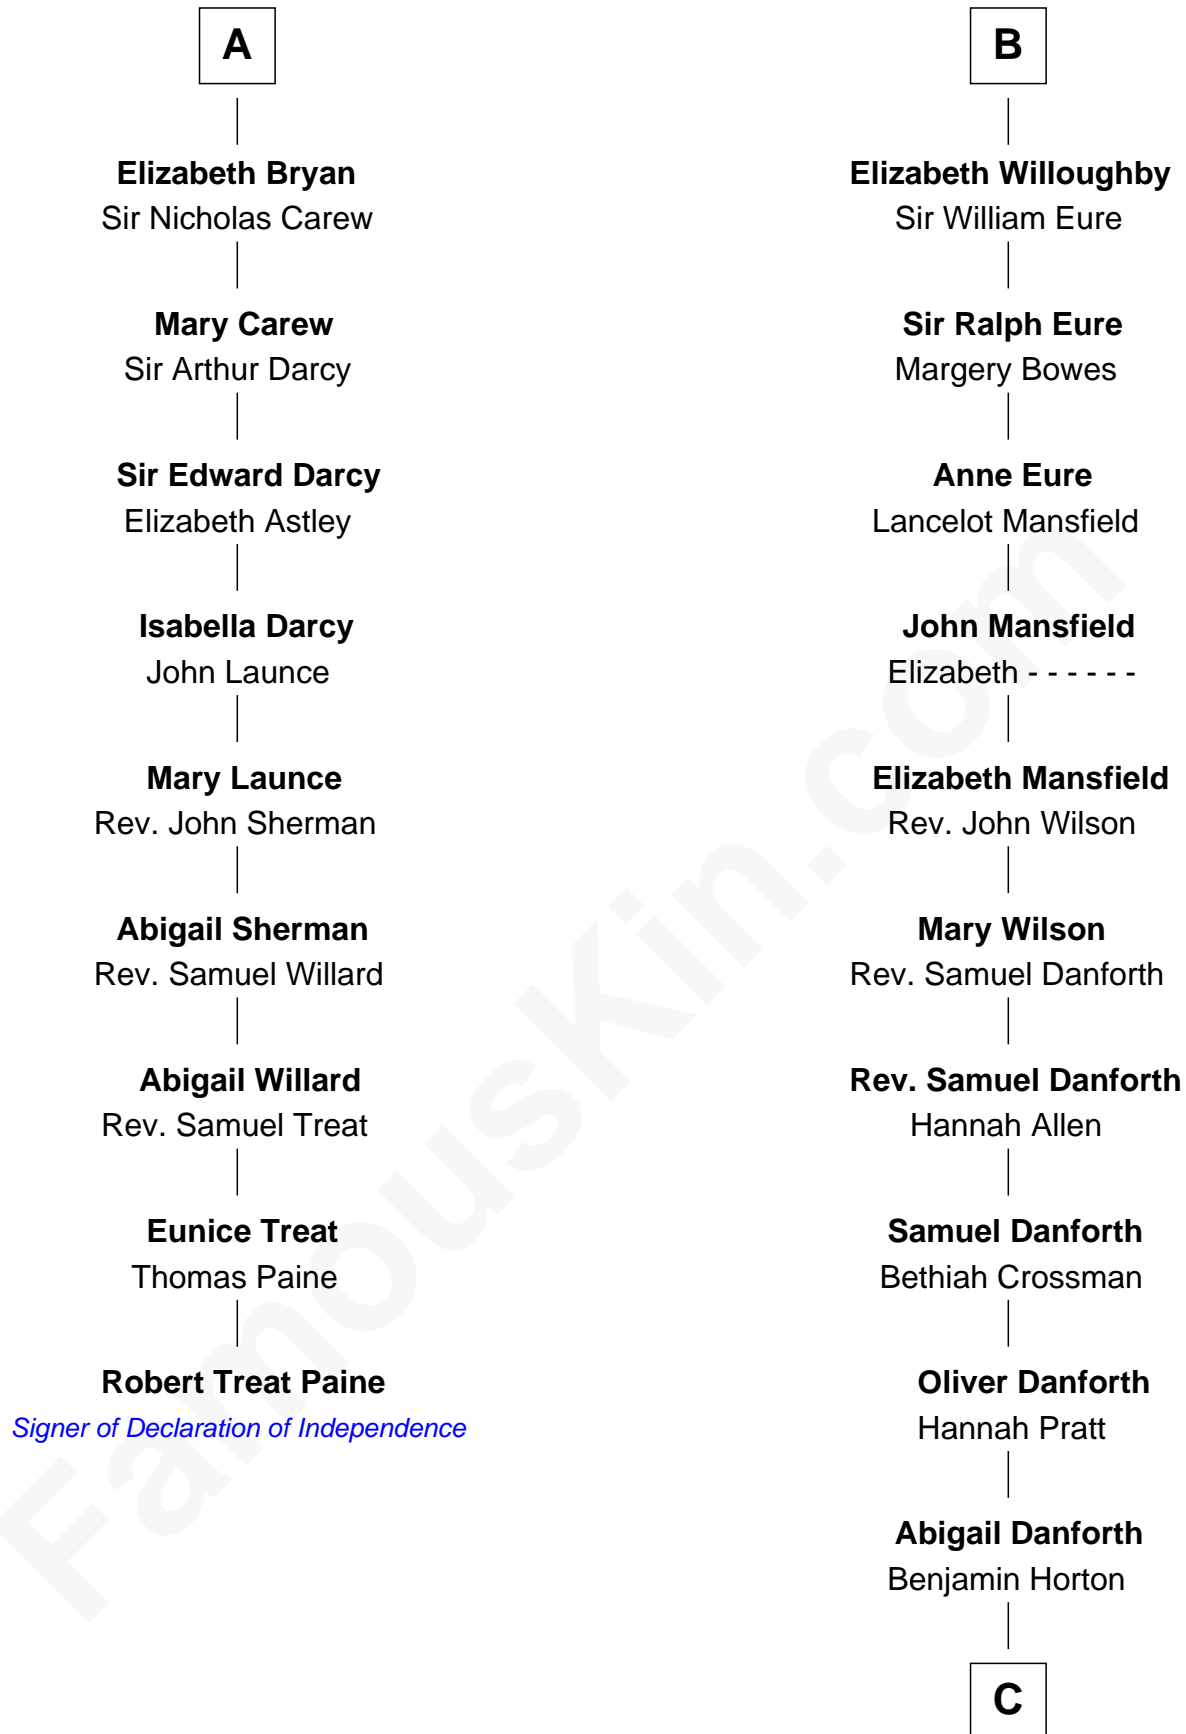 A
Elizabeth Bryan
Sir Nicholas Carew
Mary Carew
Sir Arthur Darcy
Sir Edward Darcy
Elizabeth Astley
Isabella Darcy
John Launce
Mary Launce
Rev. John Sherman
Abigail Sherman
Rev. Samuel Willard
Abigail Willard
Rev. Samuel Treat
Eunice Treat
Thomas Paine
Robert Treat Paine
Signer of Declaration of Independence
B
Elizabeth Willoughby
Sir William Eure
Sir Ralph Eure
Margery Bowes
Anne Eure
Lancelot Mansfield
John Mansfield
Elizabeth - - - - - -
Elizabeth Mansfield
Rev. John Wilson
Mary Wilson
Rev. Samuel Danforth
Rev. Samuel Danforth
Hannah Allen
Samuel Danforth
Bethiah Crossman
Oliver Danforth
Hannah Pratt
Abigail Danforth
Benjamin Horton
C
FamousKin.com